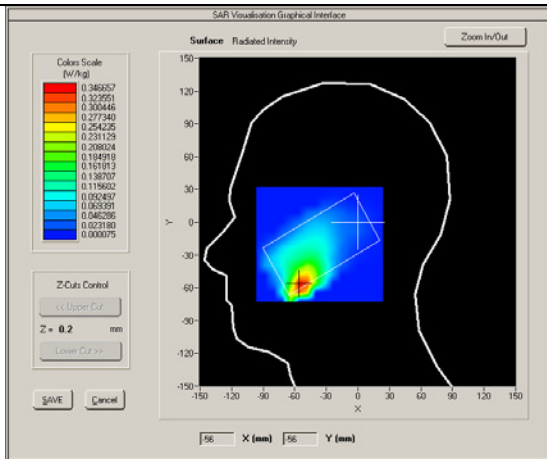 SAR Visualisation Graphical Interface
Surface Radiated Intensity
Zoom In/Out
Colors Scale
(W/kg)
0.346657
0.323551
0.300446
0.277340
0.254235
0.231129
0.208024
0.184918
0.161813
0.138707
0.115602
0.092497
0.069391
0.046286
0.023180
0.000075
Z-Cuts Control
<< Upper Cut
Z = 0.2 mm
Lower Cut >>
SAVE
Cancel
150
120
90
60
30
0
-30
-60
-90
-120
-150
Y
-150 -120 -90 -60 -30 0 30 60 90 120 150
X
-56 X (mm) -56 Y (mm)